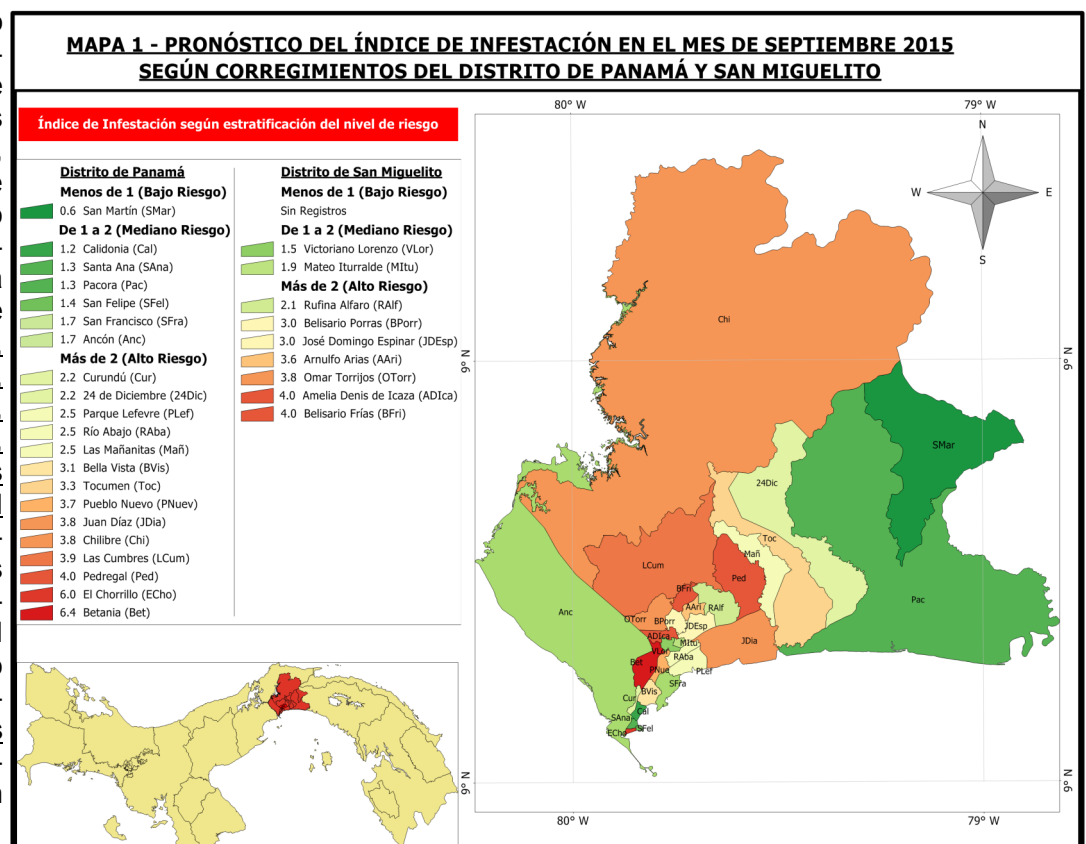 MAPA 1 - PRONÓSTICO DEL ÍNDICE DE INFESTACIÓN EN EL MES DE SEPTIEMBRE 2015
SEGÚN CORREGIMIENTOS DEL DISTRITO DE PANAMÁ Y SAN MIGUELITO
Índice de Infestación según estratificación del nivel de riesgo
Distrito de Panamá
Menos de 1 (Bajo Riesgo)
0.6 San Martín (SMar)
De 1 a 2 (Mediano Riesgo)
1.2 Calidonia (Cal)
1.3 Santa Ana (SAna)
1.3 Pacora (Pac)
1.4 San Felipe (SFel)
1.7 San Francisco (SFra)
1.7 Ancón (Anc)
Más de 2 (Alto Riesgo)
2.2 Curundú (Cur)
2.2 24 de Diciembre (24Dic)
2.5 Parque Lefevre (PLef)
2.5 Río Abajo (RAba)
2.5 Las Mañanitas (Mañ)
3.1 Bella Vista (BVis)
3.3 Tocumen (Toc)
3.7 Pueblo Nuevo (PNuev)
3.8 Juan Díaz (JDia)
3.8 Chilibre (Chi)
3.9 Las Cumbres (LCum)
4.0 Pedregal (Ped)
6.0 El Chorrillo (ECho)
6.4 Betania (Bet)
Distrito de San Miguelito
Menos de 1 (Bajo Riesgo)
Sin Registros
De 1 a 2 (Mediano Riesgo)
1.5 Victoriano Lorenzo (VLor)
1.9 Mateo Iturralde (MItu)
Más de 2 (Alto Riesgo)
2.1 Rufina Alfaro (RAlf)
3.0 Belisario Porras (BPorr)
3.0 José Domingo Espinar (JDEsp)
3.6 Arnulfo Arias (AAri)
3.8 Omar Torrijos (OTorr)
4.0 Amelia Denis de Icaza (ADIca)
4.0 Belisario Frías (BFri)
80° W
79° W
N
W
E
S
9° N
9° N
Chi
SMar
24Dic
Toc
Mañ
LCum
Ped
BFri
Pac
Anc
AAri
RAlf
OTorr
BPorr
JDEsp
ADIca
MItu
JDia
VLor
RAba
Bet
PNue
PLef
SFra
BVis
Cur
Cal
SAna
SFel
ECho
9° N
9° N
80° W
79° W